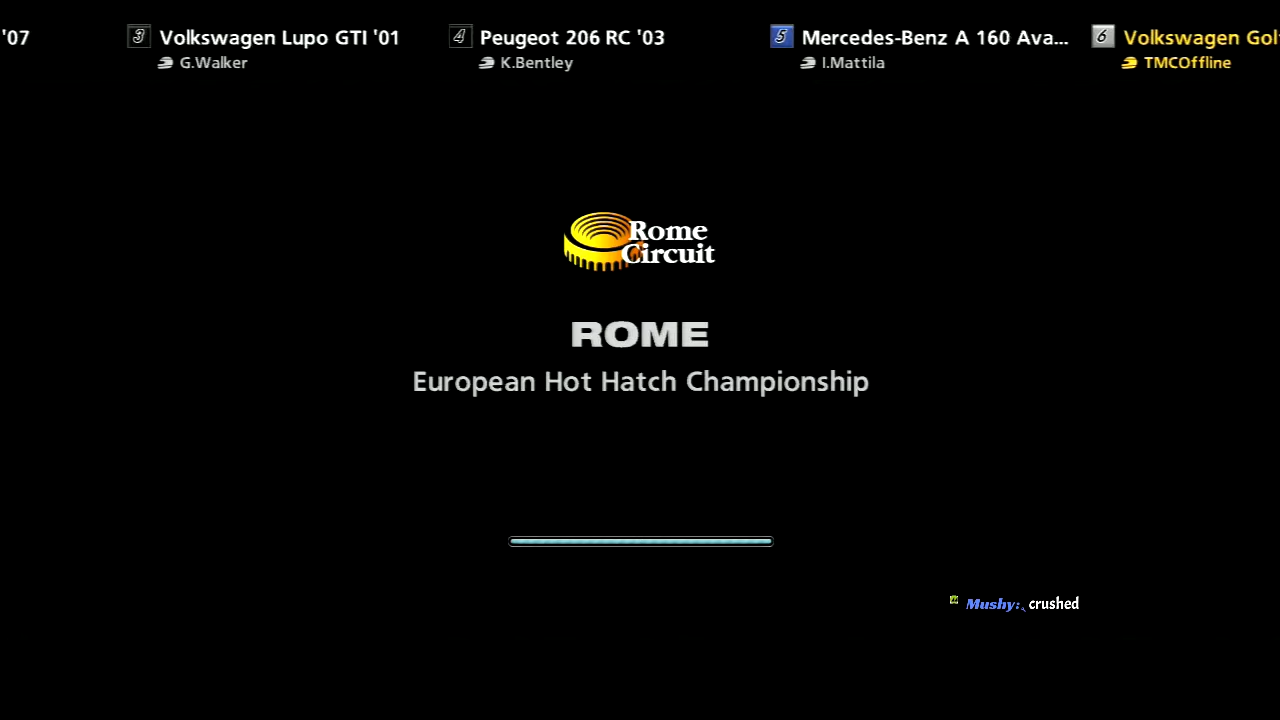 '07
3 Volkswagen Lupo GTI '01
G.Walker
4 Peugeot 206 RC '03
K.Bentley
5 Mercedes-Benz A 160 Ava...
I.Mattila
6 Volkswagen Golf
TMCOffline
Rome
Circuit
ROME
European Hot Hatch Championship
Mushy: crushed